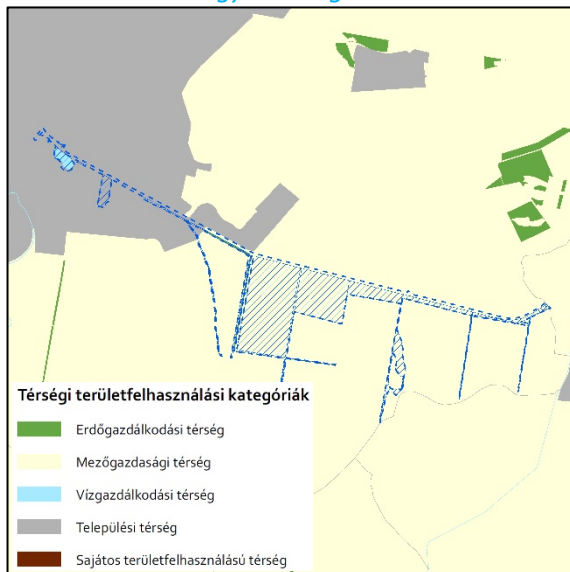 Térségi területfelhasználási kategóriák
Erdőgazdálkodási térség
Mezőgazdasági térség
Vízgazdálkodási térség
Települési térség
Sajátos területfelhasználású térség